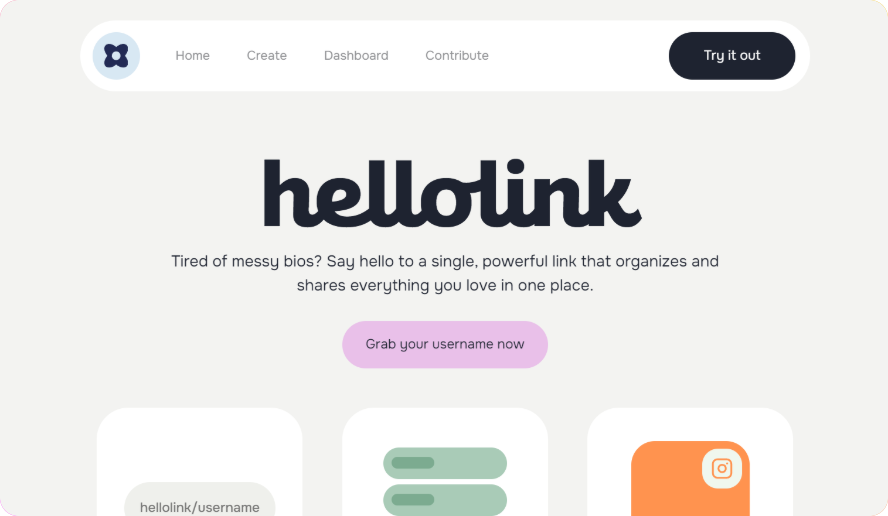 Home Create Dashboard Contribute Try it out
hellolink
Tired of messy bios? Say hello to a single, powerful link that organizes and
shares everything you love in one place.
Grab your username now
hellolink/username